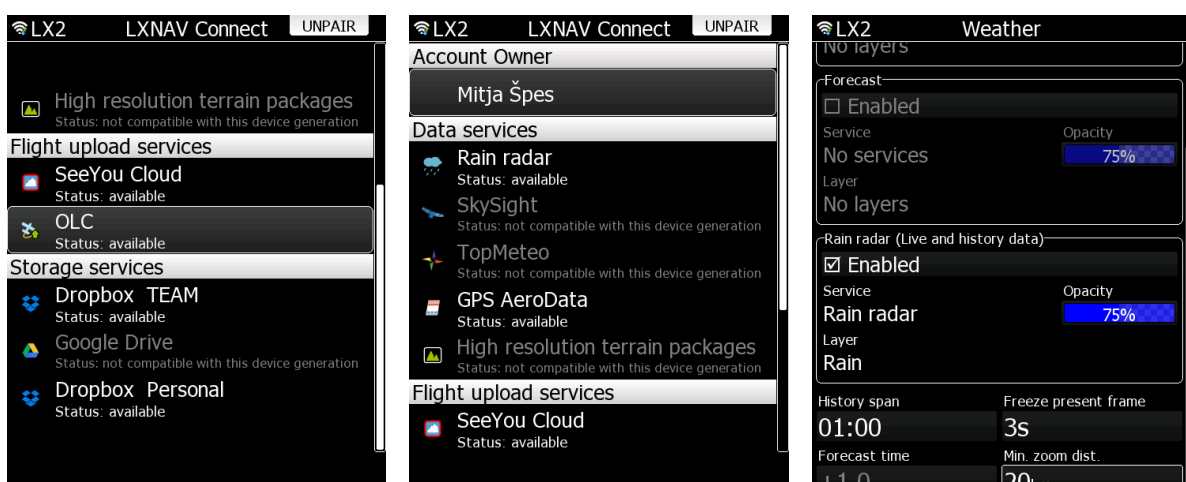 LX2 LXNAV Connect UNPAIR
High resolution terrain packages
Status: not compatible with this device generation
Flight upload services
SeeYou Cloud
Status: available
OLC
Status: available
Storage services
Dropbox TEAM
Status: available
Google Drive
Status: not compatible with this device generation
Dropbox Personal
Status: available
LX2 LXNAV Connect UNPAIR
Account Owner
Mitja Špes
Data services
Rain radar
Status: available
SkySight
Status: not compatible with this device generation
TopMeteo
Status: not compatible with this device generation
GPS AeroData
Status: available
High resolution terrain packages
Status: not compatible with this device generation
Flight upload services
SeeYou Cloud
Status: available
LX2 Weather
No layers
Forecast
Enabled
Service Opacity
No services 75%
Layer
No layers
Rain radar (Live and history data)
Enabled
Service Opacity
Rain radar 75%
Layer
Rain
History span Freeze present frame
01:00 3s
Forecast time Min. zoom dist.
20